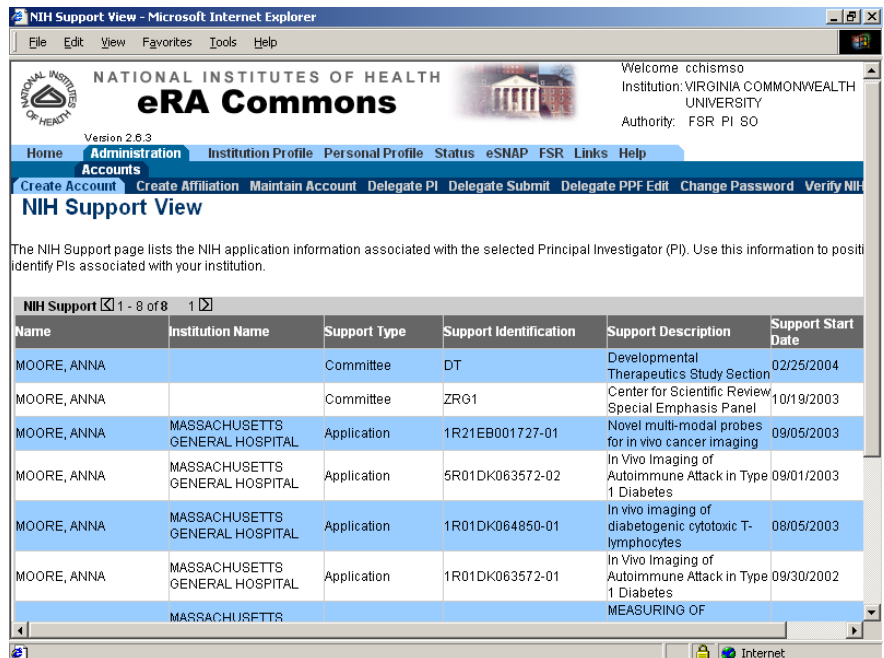 NIH Support View - Microsoft Internet Explorer
File Edit View Favorites Tools Help
NATIONAL INSTITUTES OF HEALTH
eRA Commons
NATIONAL INSTITUTES OF HEALTH
Version 2.6.3
Welcome cchismso
Institution: VIRGINIA COMMONWEALTH
UNIVERSITY
Authority: FSR PI SO
Home Administration Institution Profile Personal Profile Status eSNAP FSR Links Help
Accounts
Create Account Create Affiliation Maintain Account Delegate PI Delegate Submit Delegate PPF Edit Change Password Verify NIH
NIH Support View
The NIH Support page lists the NIH application information associated with the selected Principal Investigator (PI). Use this information to positi
identify PIs associated with your institution.
NIH Support 1 - 8 of 8 1
Name Institution Name Support Type Support Identification Support Description Support Start
Date
MOORE, ANNA Committee DT Developmental
Therapeutics Study Section 02/25/2004
MOORE, ANNA Committee ZRG1 Center for Scientific Review
Special Emphasis Panel 10/19/2003
MOORE, ANNA MASSACHUSETTS
GENERAL HOSPITAL Application 1R21EB001727-01 Novel multi-modal probes
for in vivo cancer imaging 09/05/2003
MOORE, ANNA MASSACHUSETTS
GENERAL HOSPITAL Application 5R01DK063572-02 In Vivo Imaging of
Autoimmune Attack in Type 09/01/2003
1 Diabetes
MOORE, ANNA MASSACHUSETTS
GENERAL HOSPITAL Application 1R01DK064850-01 In vivo imaging of
diabetogenic cytotoxic T- 08/05/2003
lymphocytes
MOORE, ANNA MASSACHUSETTS
GENERAL HOSPITAL Application 1R01DK063572-01 In Vivo Imaging of
Autoimmune Attack in Type 09/30/2002
1 Diabetes
MASSACHUSETTS MEASURING OF
Internet